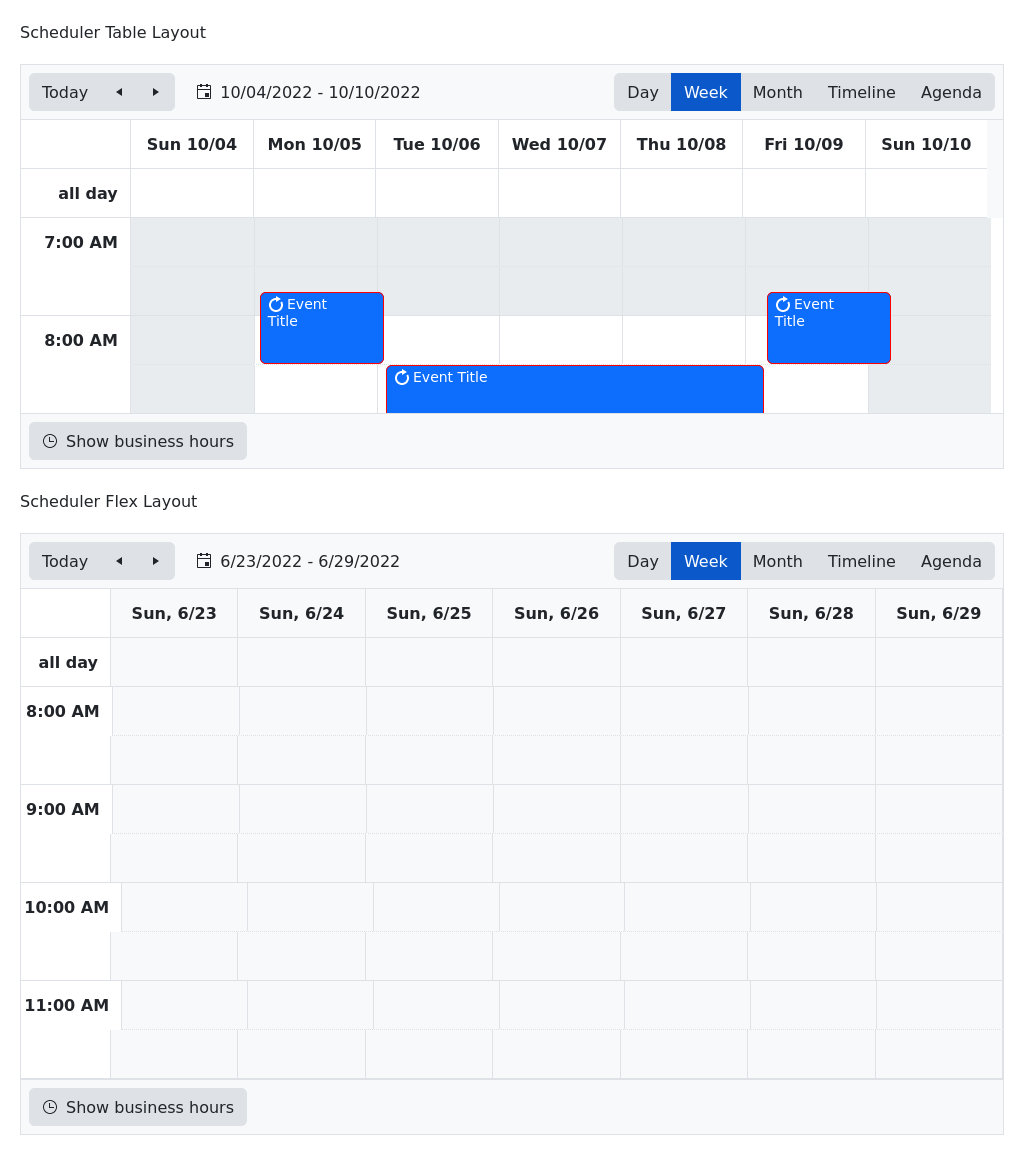 Scheduler Table Layout
Today 10/04/2022 - 10/10/2022 Day Week Month Timeline Agenda
Sun 10/04 Mon 10/05 Tue 10/06 Wed 10/07 Thu 10/08 Fri 10/09 Sun 10/10
all day
7:00 AM
Event Title
Event Title
8:00 AM
Event Title
Show business hours
Scheduler Flex Layout
Today 6/23/2022 - 6/29/2022 Day Week Month Timeline Agenda
Sun, 6/23 Sun, 6/24 Sun, 6/25 Sun, 6/26 Sun, 6/27 Sun, 6/28 Sun, 6/29
all day
8:00 AM
9:00 AM
10:00 AM
11:00 AM
Show business hours